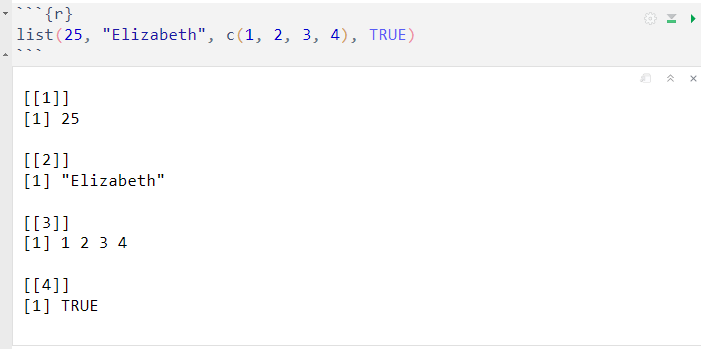 ```{r}
list(25, "Elizabeth", c(1, 2, 3, 4), TRUE)
```
[[1]]
[1] 25
[[2]]
[1] "Elizabeth"
[[3]]
[1] 1 2 3 4
[[4]]
[1] TRUE